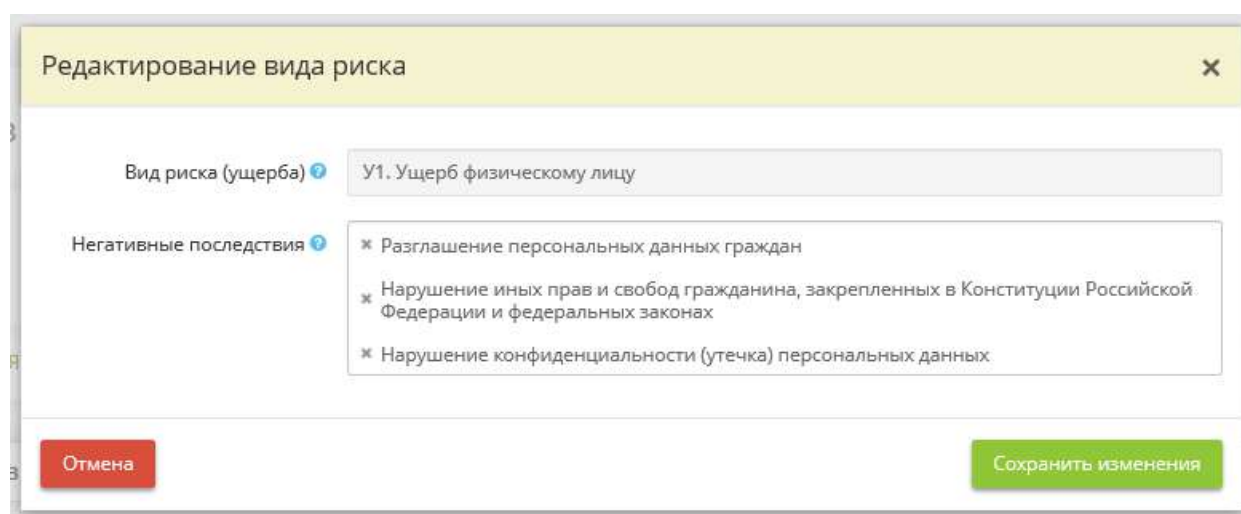 Редактирование вида риска
Вид риска (ущерба)
У1. Ущерб физическому лицу
Негативные последствия
Разглашение персональных данных граждан
Нарушение иных прав и свобод гражданина, закрепленных в Конституции Российской
Федерации и федеральных законах
Нарушение конфиденциальности (утечка) персональных данных
Отмена
Сохранить изменения